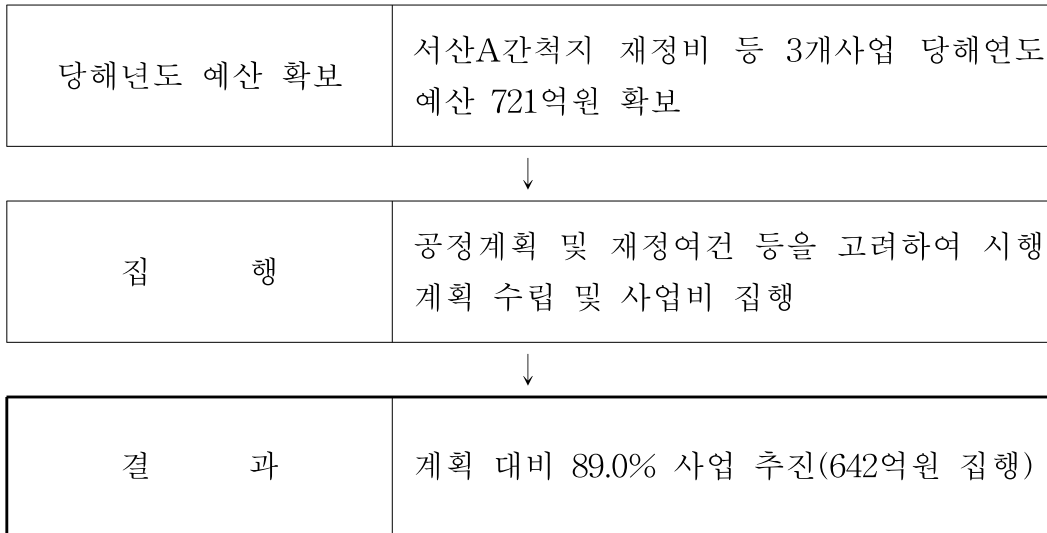 당해년도 예산 확보
서산A간척지 재정비 등 3개사업 당해연도
예산 721억원 확보
↓
집 행
공정계획 및 재정여건 등을 고려하여 시행
계획 수립 및 사업비 집행
↓
결 과
계획 대비 89.0% 사업 추진(642억원 집행)